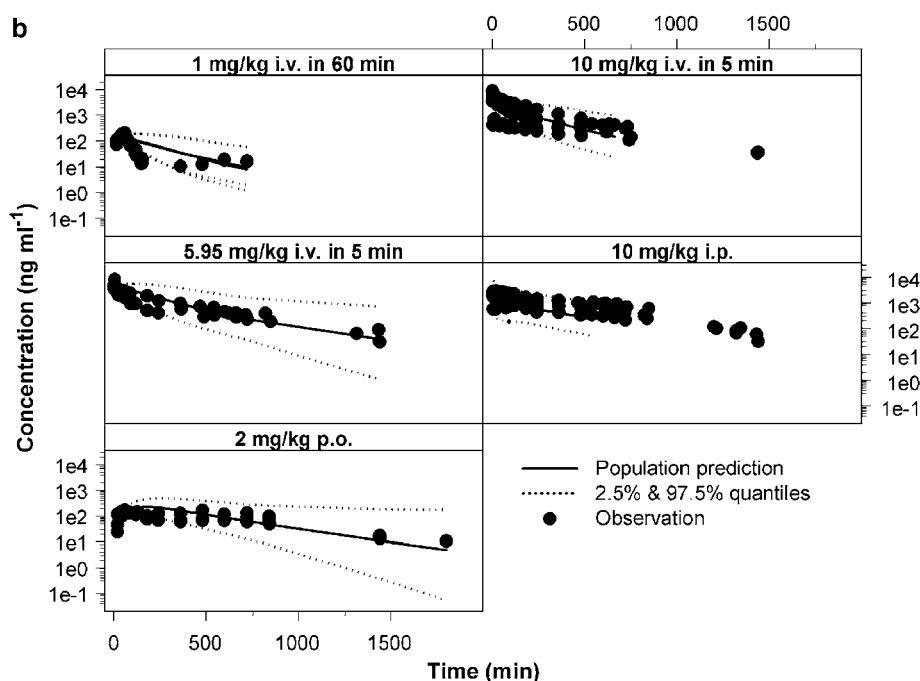 b
0 500 1000 1500
1 mg/kg i.v. in 60 min
10 mg/kg i.v. in 5 min
1e4
1e3
1e2
1e1
1e0
1e-1
5.95 mg/kg i.v. in 5 min
10 mg/kg i.p.
1e4
1e3
1e2
1e1
1e0
1e-1
2 mg/kg p.o.
1e4
1e3
1e2
1e1
1e0
1e-1
Population prediction
2.5% & 97.5% quantiles
Observation
0 500 1000 1500
Time (min)
Concentration (ng ml-1)